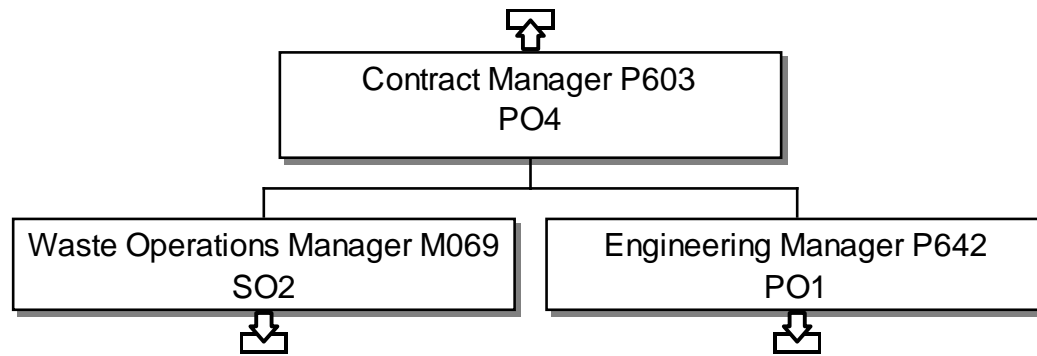 Contract Manager P603
PO4
Waste Operations Manager M069
SO2
Engineering Manager P642
PO1